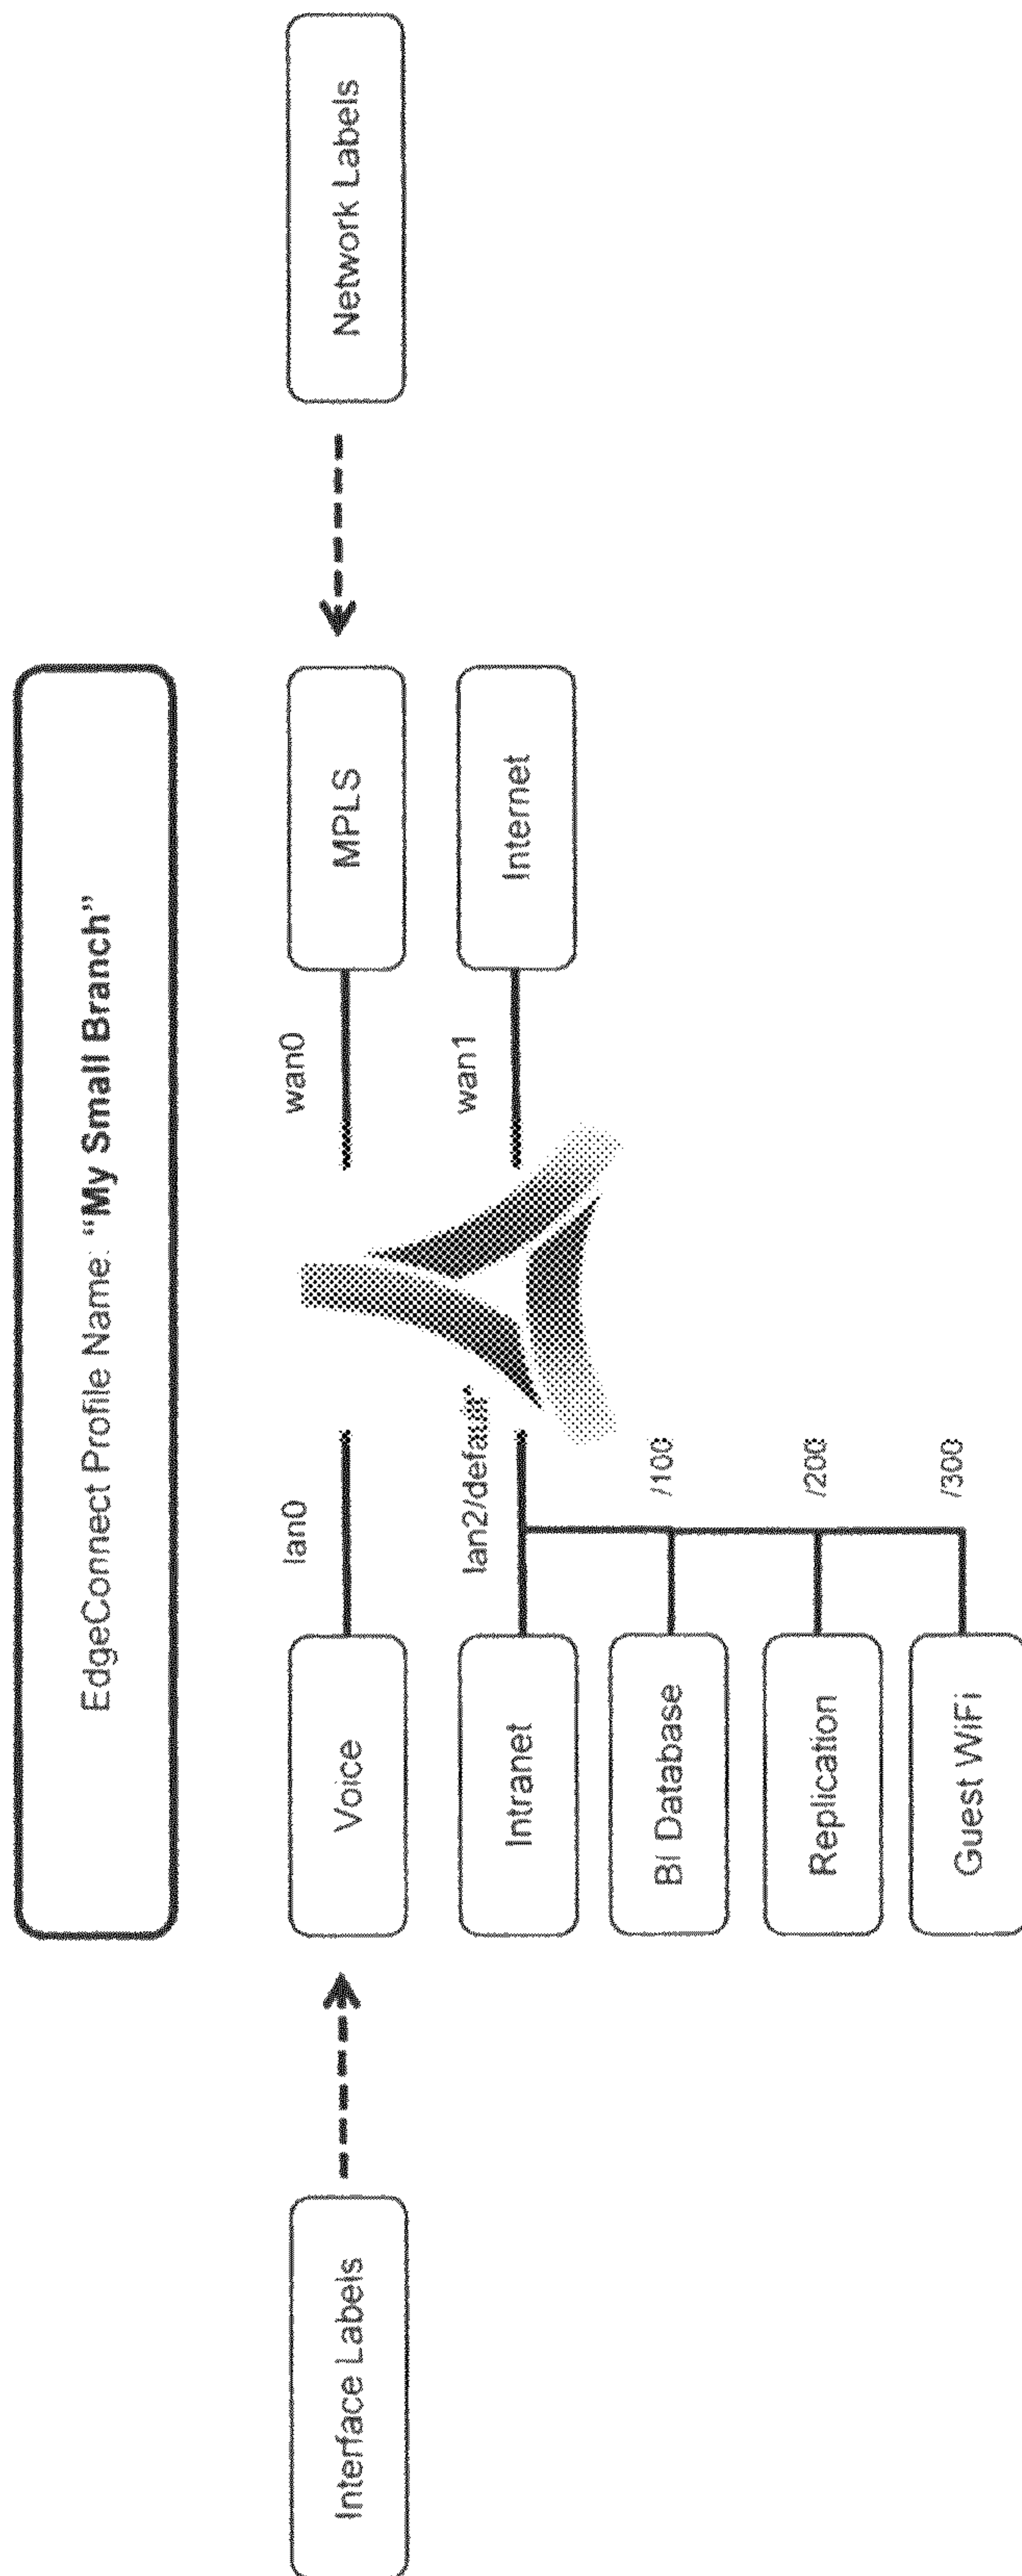 EdgeConnect Profile Name: “My Small Branch”
Interface Labels
Voice
lan0
wan0
MPLS
Network Labels
Intranet
lan2/default*
wan1
Internet
BI Database
/100
Replication
/200
Guest WiFi
/300